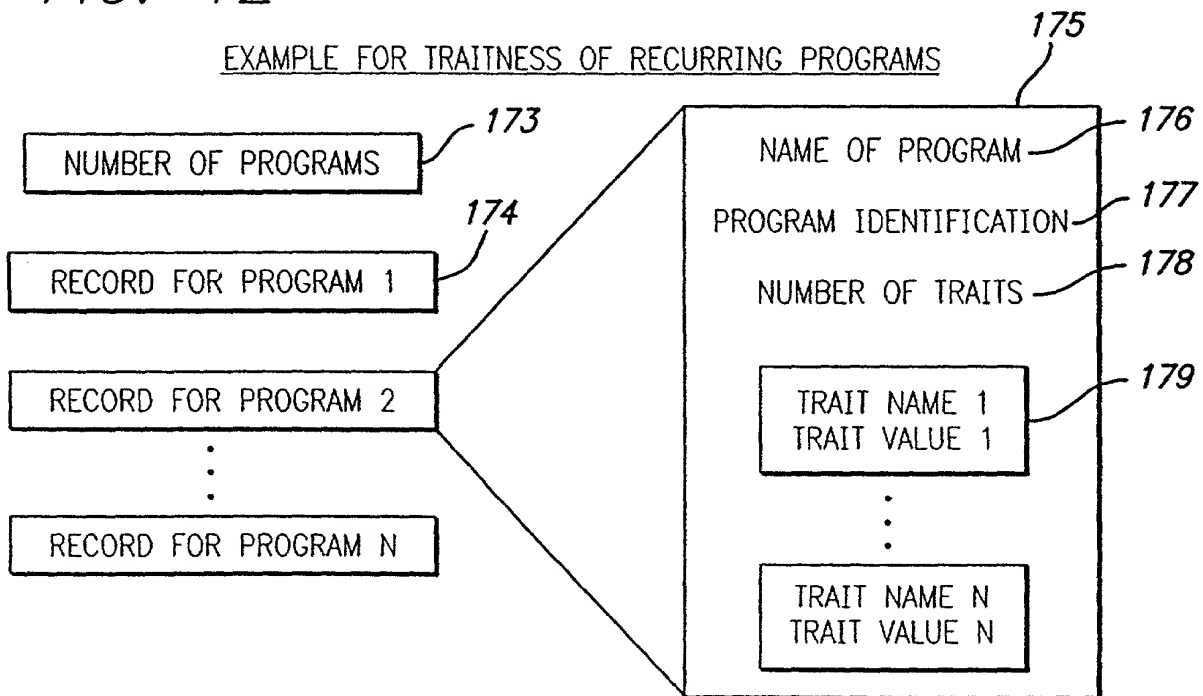 EXAMPLE FOR TRAITNESS OF RECURRING PROGRAMS
175
NUMBER OF PROGRAMS
173
RECORD FOR PROGRAM 1
174
RECORD FOR PROGRAM 2
RECORD FOR PROGRAM N
NAME OF PROGRAM
176
PROGRAM IDENTIFICATION
177
NUMBER OF TRAITS
178
TRAIT NAME 1
TRAIT VALUE 1
179
TRAIT NAME N
TRAIT VALUE N